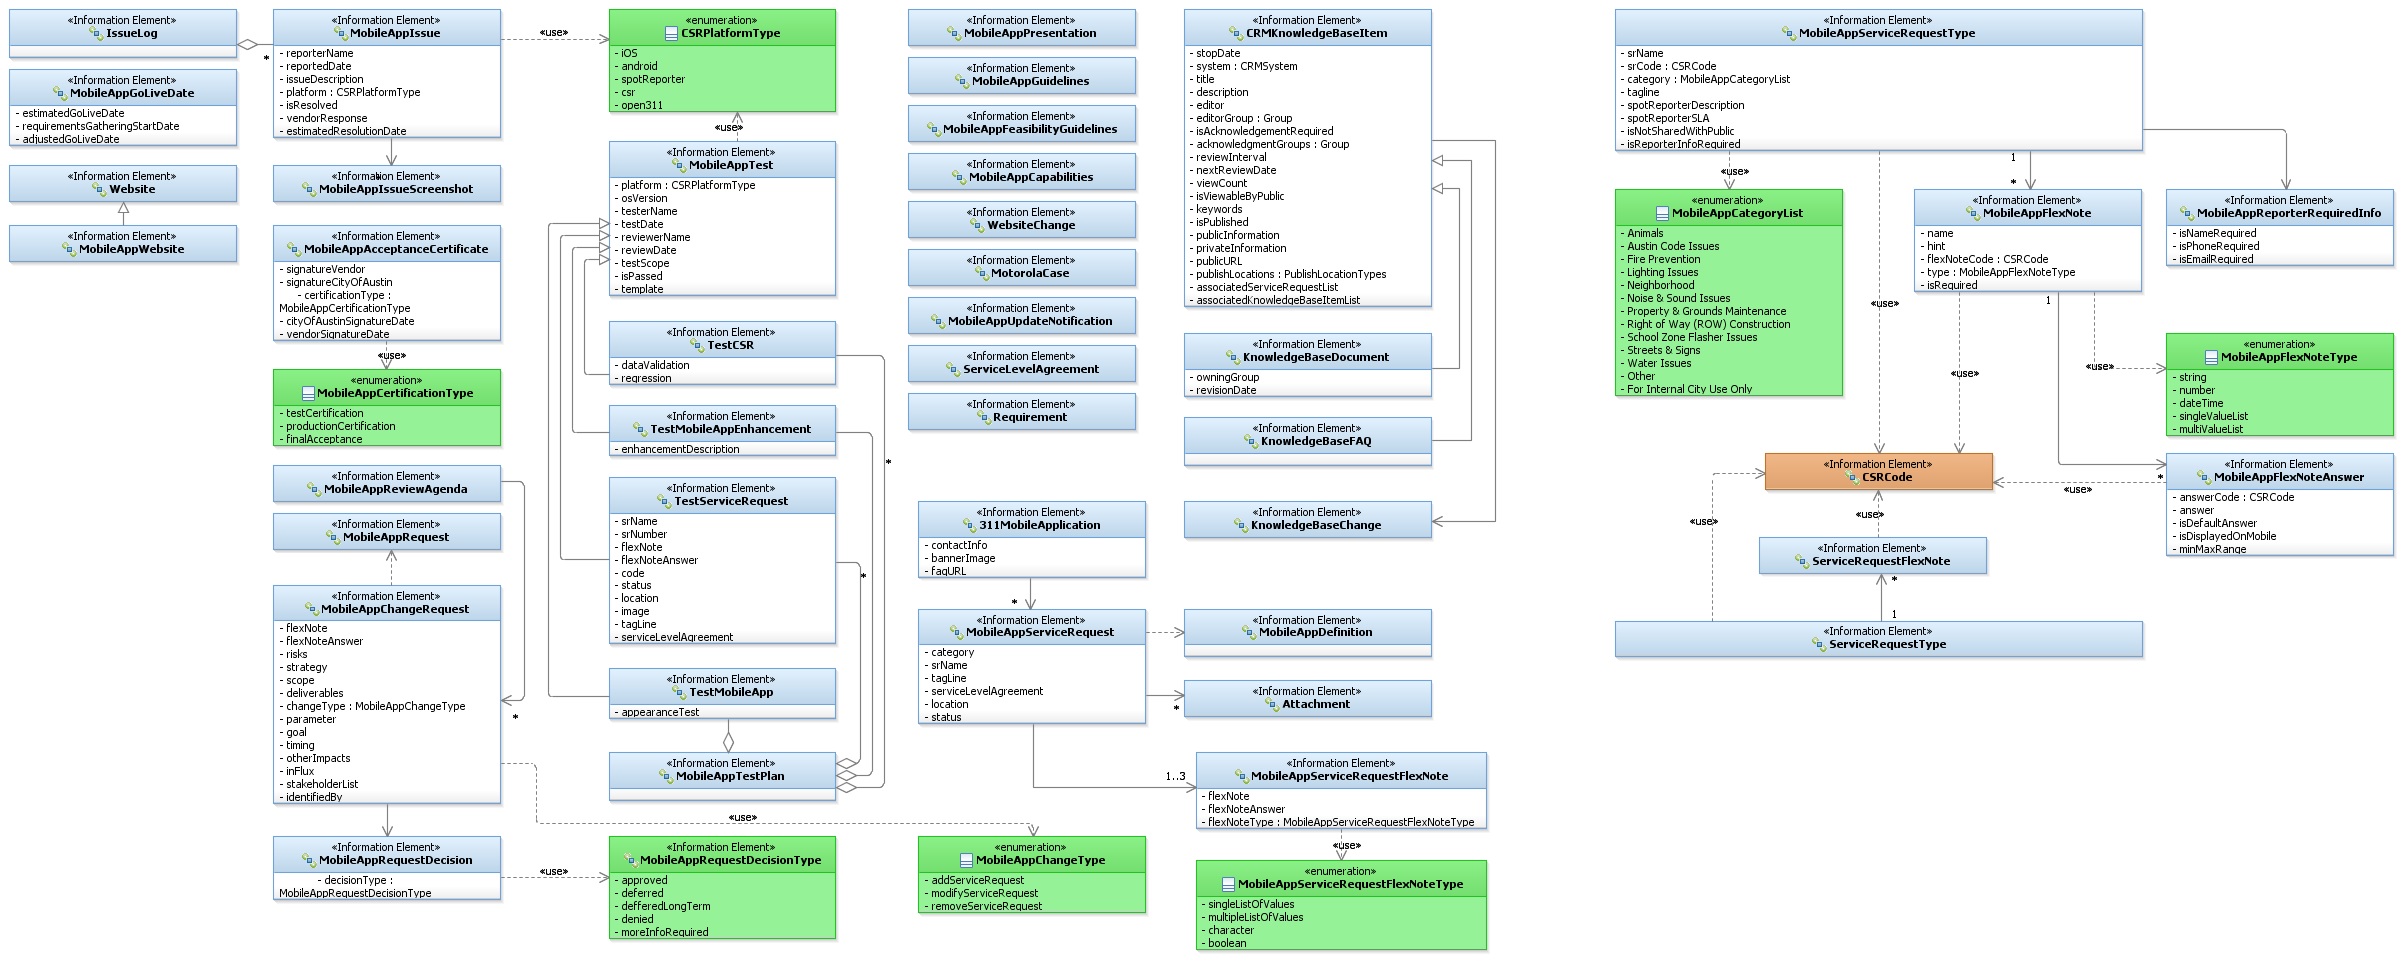 «Information Element»
IssueLog
*
«Information Element»
MobileAppGoLiveDate
- estimatedGoLiveDate
- requirementsGatheringStartDate
- adjustedGoLiveDate
«Information Element»
Website
«Information Element»
MobileAppWebsite
«Information Element»
MobileAppIssue
- reporterName
- reportedDate
- issueDescription
- platform : CSRPlatformType
- isResolved
- vendorResponse
- estimatedResolutionDate
«use»
«Information Element»
MobileAppIssueScreenshot
«Information Element»
MobileAppAcceptanceCertificate
- signatureVendor
- signatureCityOfAustin
- certificationType :
MobileAppCertificationType
- cityOfAustinSignatureDate
- vendorSignatureDate
«use»
«enumeration»
MobileAppCertificationType
- testCertification
- productionCertification
- finalAcceptance
«Information Element»
MobileAppReviewAgenda
«Information Element»
MobileAppRequest
«Information Element»
MobileAppChangeRequest
- flexNote
- flexNoteAnswer
- risks
- strategy
- scope
- deliverables
- changeType : MobileAppChangeType
- parameter
- goal
- timing
- otherImpacts
- inFlux
- stakeholderList
- identifiedBy
*
«use»
«Information Element»
MobileAppRequestDecision
- decisionType :
MobileAppRequestDecisionType
«use»
«enumeration»
CSRPlatformType
- iOS
- android
- spotReporter
- csr
- open311
«use»
«Information Element»
MobileAppTest
- platform : CSRPlatformType
- osVersion
- testerName
- testDate
- reviewerName
- reviewDate
- testScope
- isPassed
- template
«Information Element»
TestCSR
- dataValidation
- regression
«Information Element»
TestMobileAppEnhancement
- enhancementDescription
*
«Information Element»
TestServiceRequest
- srName
- srNumber
- flexNote
- flexNoteAnswer
- code
- status
- location
- image
- tagLine
- serviceLevelAgreement
*
«Information Element»
TestMobileApp
- appearanceTest
«Information Element»
MobileAppTestPlan
«Information Element»
MobileAppRequestDecisionType
- approved
- deferred
- defferedLongTerm
- denied
- moreInfoRequired
«Information Element»
MobileAppPresentation
«Information Element»
MobileAppGuidelines
«Information Element»
MobileAppFeasibilityGuidelines
«Information Element»
MobileAppCapabilities
«Information Element»
WebsiteChange
«Information Element»
MotorolaCase
«Information Element»
MobileAppUpdateNotification
«Information Element»
ServiceLevelAgreement
«Information Element»
Requirement
«Information Element»
311MobileApplication
- contactInfo
- bannerImage
- faqURL
*
«Information Element»
MobileAppServiceRequest
- category
- srName
- tagLine
- serviceLevelAgreement
- location
- status
«enumeration»
MobileAppChangeType
- addServiceRequest
- modifyServiceRequest
- removeServiceRequest
«Information Element»
CRMKnowledgeBaseItem
- stopDate
- system : CRMSystem
- title
- description
- editor
- editorGroup : Group
- isAcknowledgementRequired
- acknowledgmentGroups : Group
- reviewInterval
- nextReviewDate
- viewCount
- isViewableByPublic
- keywords
- isPublished
- publicInformation
- privateInformation
- publicURL
- publishLocations : PublishLocationTypes
- associatedServiceRequestList
- associatedKnowledgeBaseItemList
«Information Element»
KnowledgeBaseDocument
- owningGroup
- revisionDate
«Information Element»
KnowledgeBaseFAQ
«Information Element»
KnowledgeBaseChange
«Information Element»
MobileAppDefinition
«Information Element»
Attachment
*
1..3
«Information Element»
MobileAppServiceRequestFlexNote
- flexNote
- flexNoteAnswer
- flexNoteType : MobileAppServiceRequestFlexNoteType
«use»
«enumeration»
MobileAppServiceRequestFlexNoteType
- singleListOfValues
- multipleListOfValues
- character
- boolean
«Information Element»
MobileAppServiceRequestType
- srName
- srCode : CSRCode
- category : MobileAppCategoryList
- tagline
- spotReporterDescription
- spotReporterSLA
- isNotSharedWithPublic
- isReporterInfoRequired
«use»
1
*
«enumeration»
MobileAppCategoryList
- Animals
- Austin Code Issues
- Fire Prevention
- Lighting Issues
- Neighborhood
- Noise & Sound Issues
- Property & Grounds Maintenance
- Right of Way (ROW) Construction
- School Zone Flasher Issues
- Streets & Signs
- Water Issues
- Other
- For Internal City Use Only
«use»
«Information Element»
MobileAppFlexNote
- name
- hint
- flexNoteCode : CSRCode
- type : MobileAppFlexNoteType
- isRequired
1
«use»
«use»
«Information Element»
MobileAppReporterRequiredInfo
- isNameRequired
- isPhoneRequired
- isEmailRequired
«enumeration»
MobileAppFlexNoteType
- string
- number
- dateTime
- singleValueList
- multiValueList
«Information Element»
CSRCode
«use»
*
«Information Element»
MobileAppFlexNoteAnswer
- answerCode : CSRCode
- answer
- isDefaultAnswer
- isDisplayedOnMobile
- minMaxRange
«use»
«use»
«Information Element»
ServiceRequestFlexNote
*
1
«Information Element»
ServiceRequestType